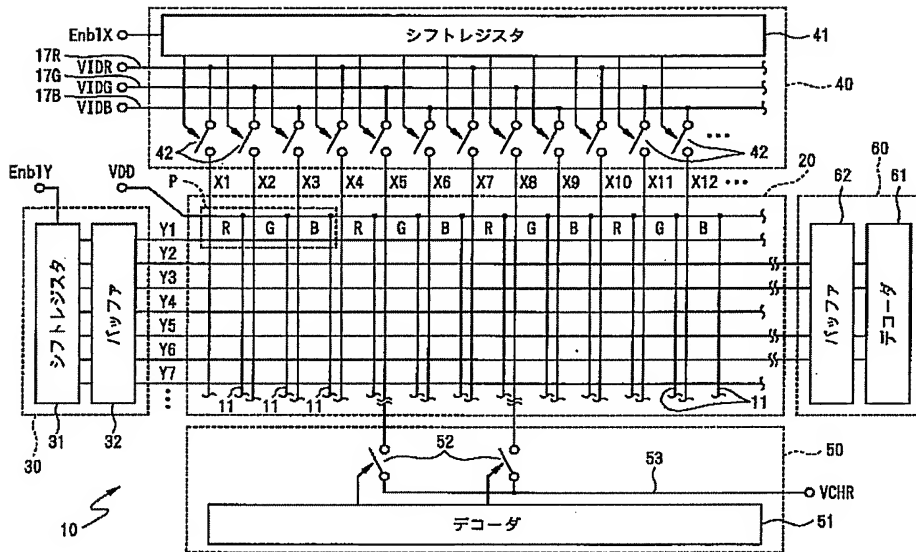 EnblX
シフトレジスタ
41
17R
VIDR
17G
VIDG
17B
VIDB
40
42
42
EnblY
VDD
P
X1 X2 X3 X4 X5 X6 X7 X8 X9 X10 X11 X12 ...
20
60
62
61
R G B R G B R G B R G B
Y1
Y2
Y3
Y4
Y5
Y6
Y7
シフトレジスタ
バッファ
バッファ
デコーダ
11 11 11
11
31
32
30
52
50
53
VCHR
10
デコーダ
51